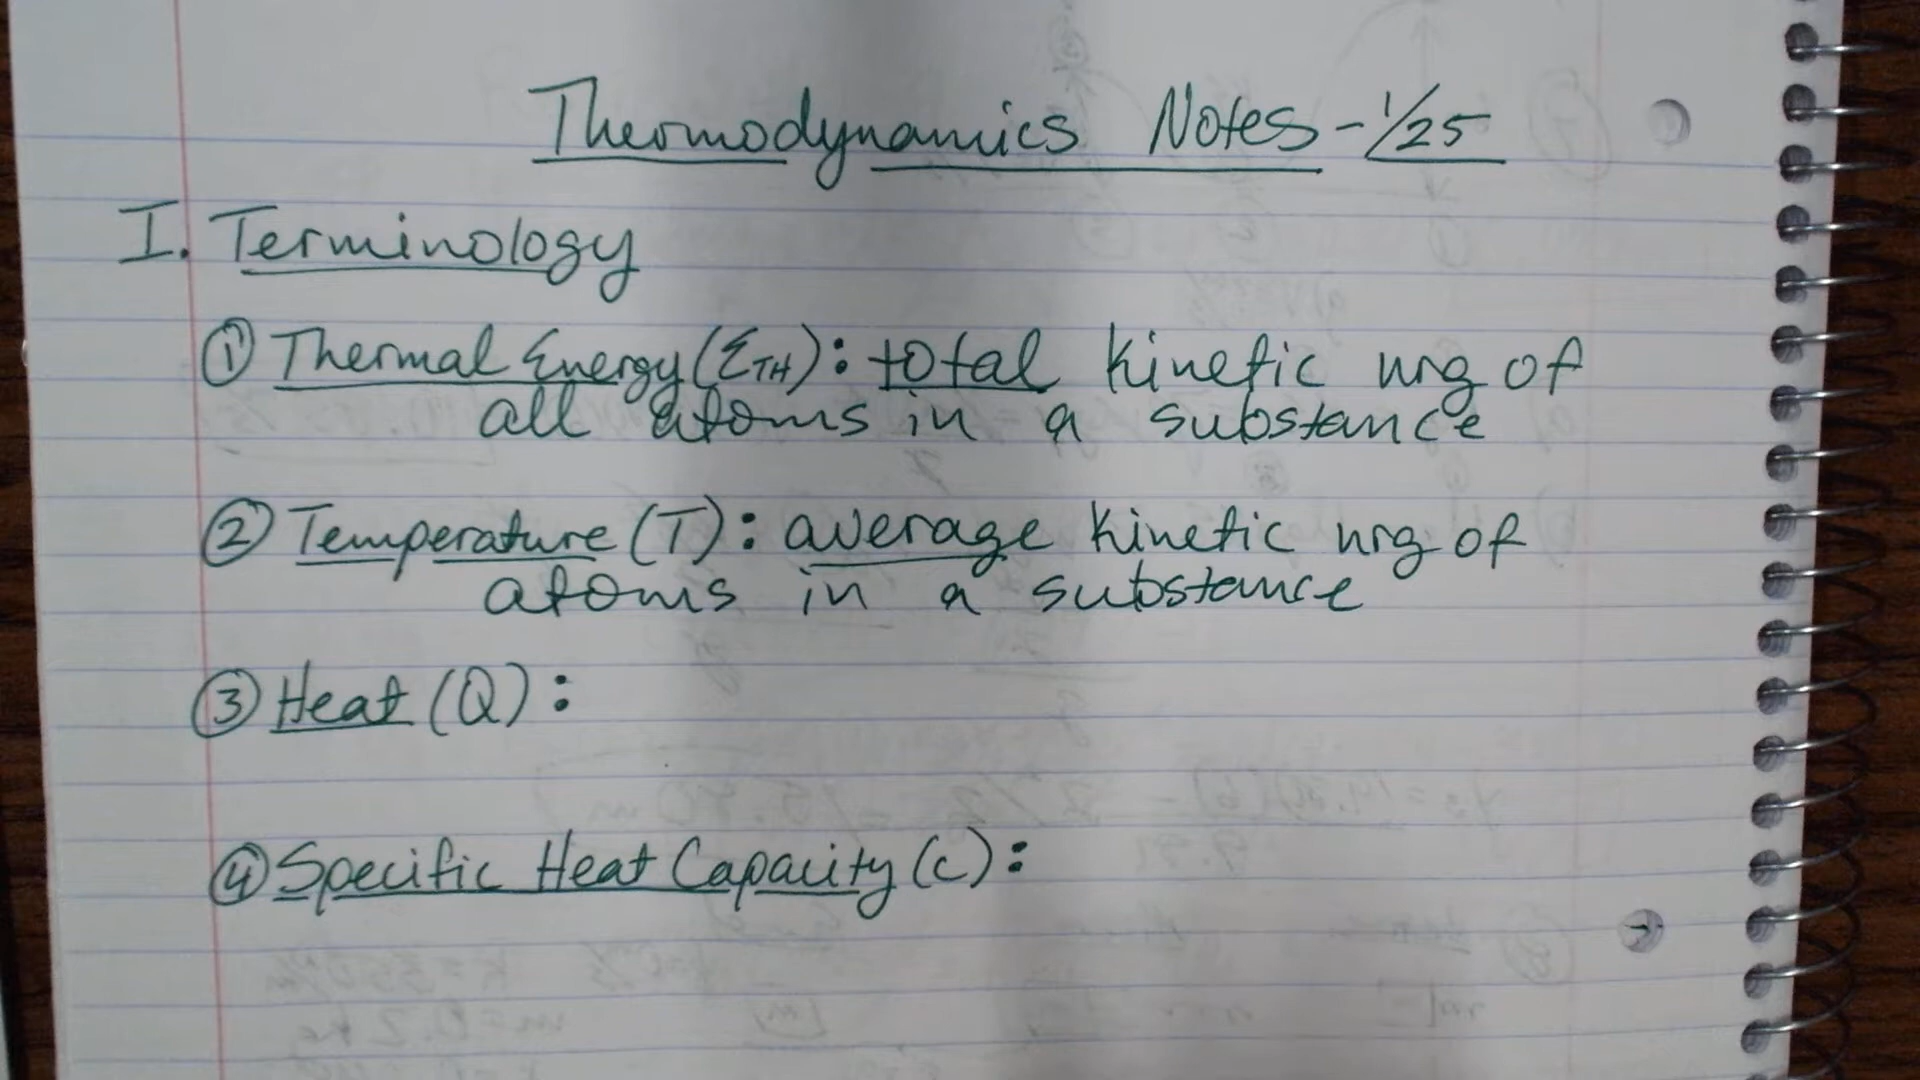 Thermodynamics Notes - 1/25
I. Terminology
① Thermal Energy (E_TH): total kinetic nrg of
all atoms in a substance
② Temperature (T): average kinetic nrg of
atoms in a substance
③ Heat (Q):
④ Specific Heat Capacity (c):